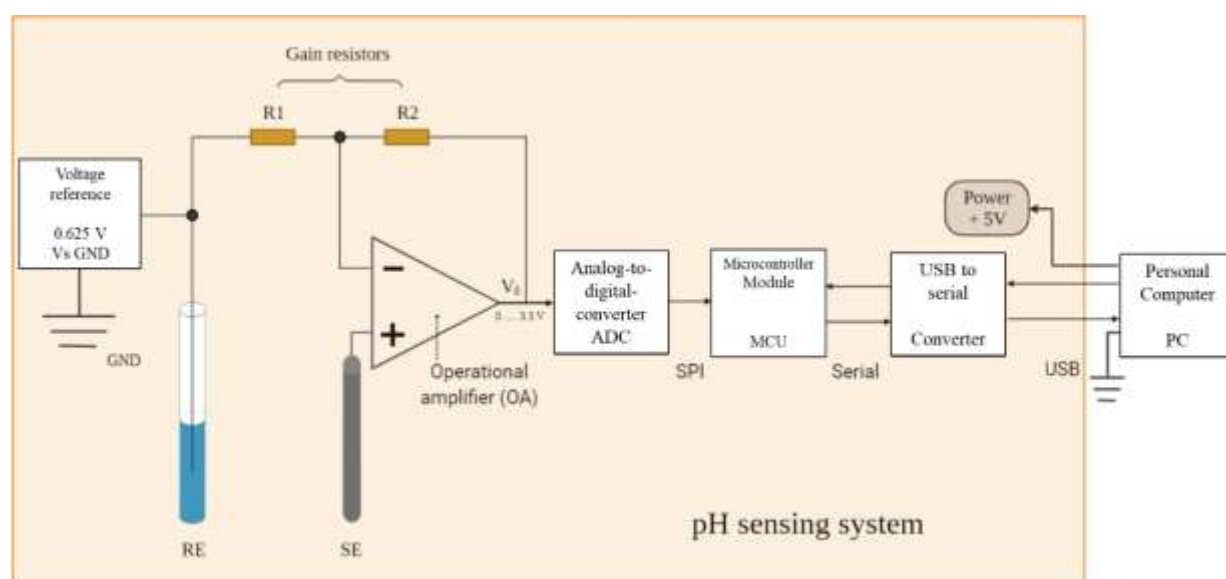 Gain resistors
R1
R2
Voltage
reference
0.625 V
Vs GND
GND
RE
SE
Operational
amplifier (OA)
Analog-to-
digital-
converter
ADC
SPI
Microcontroller
Module
MCU
Serial
USB to
serial
Converter
USB
Power
+ 5V
Personal
Computer
PC
pH sensing system